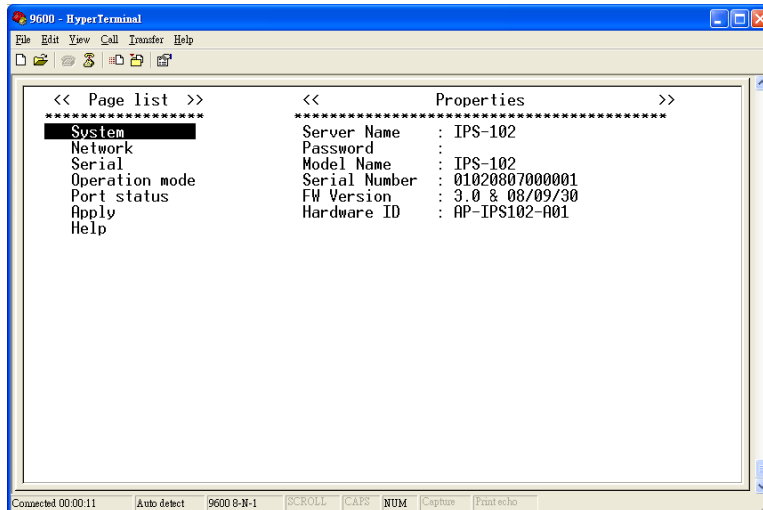 9600 - HyperTerminal
File Edit View Call Transfer Help
<< Page list >> << Properties >>
****************** ******************************************
System Server Name : IPS-102
Network Password :
Serial Model Name : IPS-102
Operation mode Serial Number : 01020807000001
Port status FW Version : 3.0 & 08/09/30
Apply Hardware ID : AP-IPS102-A01
Help
Connected 00:00:11 Auto detect 9600 8-N-1 SCROLL CAPS NUM Capture Print echo